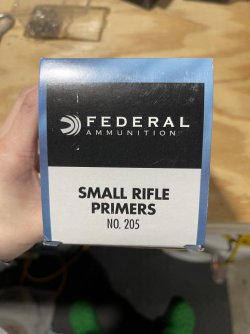 FEDERAL
AMMUNITION
SMALL RIFLE
PRIMERS
NO. 205